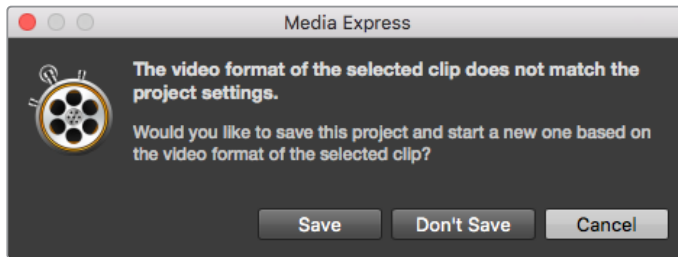 Media Express
The video format of the selected clip does not match the
project settings.
Would you like to save this project and start a new one based on
the video format of the selected clip?
Save
Don't Save
Cancel